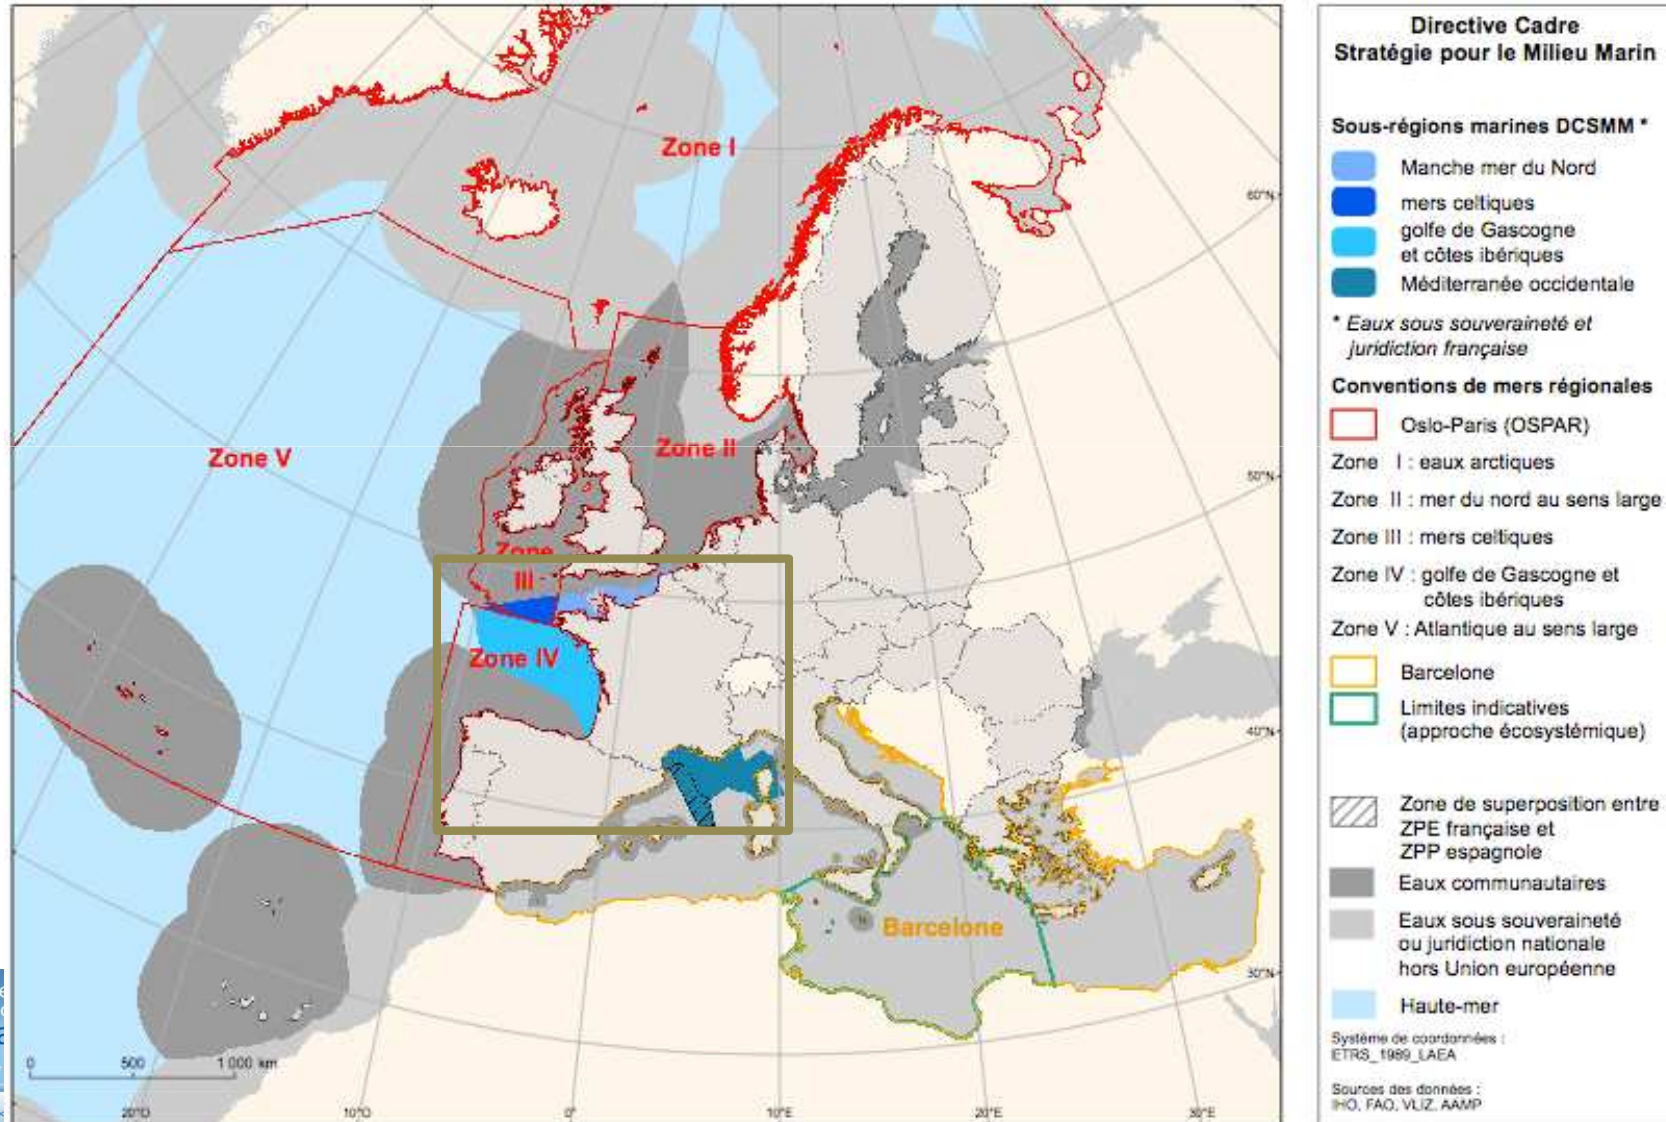 Zone I
Zone V
Zone II
Zone
III
Zone IV
Barcelone
60°N
50°N
40°N
30°N
0 500 1 000 km
20°O
10°O
0°
10°E
20°E
30°E
Directive Cadre
Stratégie pour le Milieu Marin
Sous-régions marines DCSMM *
Manche mer du Nord
mers celtiques
golfe de Gascogne
et côtes ibériques
Méditerranée occidentale
* Eaux sous souveraineté et
juridiction française
Conventions de mers régionales
Oslo-Paris (OSPAR)
Zone I : eaux arctiques
Zone II : mer du nord au sens large
Zone III : mers celtiques
Zone IV : golfe de Gascogne et
côtes ibériques
Zone V : Atlantique au sens large
Barcelone
Limites indicatives
(approche écosystémique)
Zone de superposition entre
ZPE française et
ZPP espagnole
Eaux communautaires
Eaux sous souveraineté
ou juridiction nationale
hors Union européenne
Haute-mer
Système de coordonnées :
ETRS_1989_LAEA
Sources des données :
IHO, FAO, VLIZ, AAMP